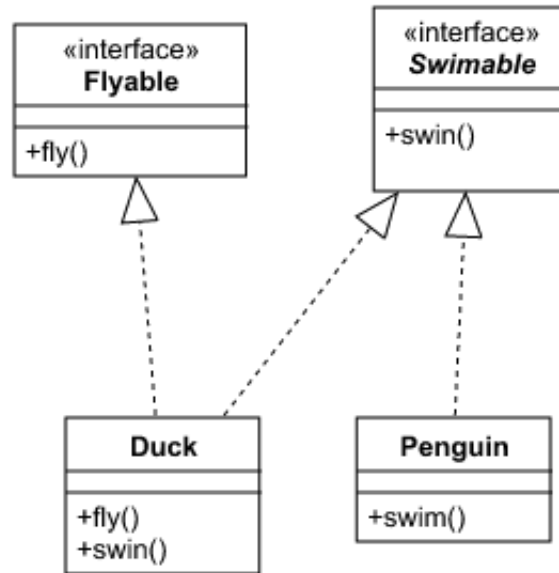 «interface»
Flyable
+fly()
«interface»
Swimable
+swin()
Duck
+fly()
+swin()
Penguin
+swim()